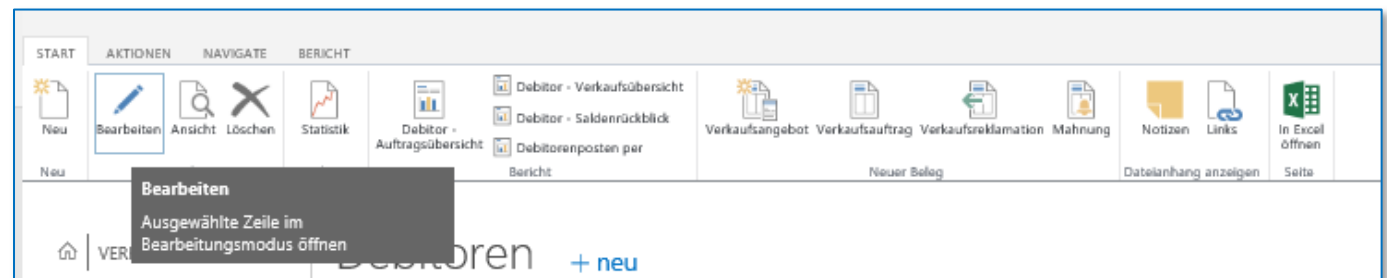 START AKTIONEN NAVIGATE BERICHT
Neu Bearbeiten Ansicht Löschen Statistik Debitor - Auftragsübersicht
Debitor - Verkaufsübersicht
Debitor - Saldenrückblick
Debitorenposten per
Verkaufsangebot Verkaufsauftrag Verkaufsreklamation Mahnung Notizen Links In Excel öffnen
Neu Bericht Neuer Beleg Dateianhang anzeigen Seite
Bearbeiten
Ausgewählte Zeile im
Bearbeitungsmodus öffnen
+ neu